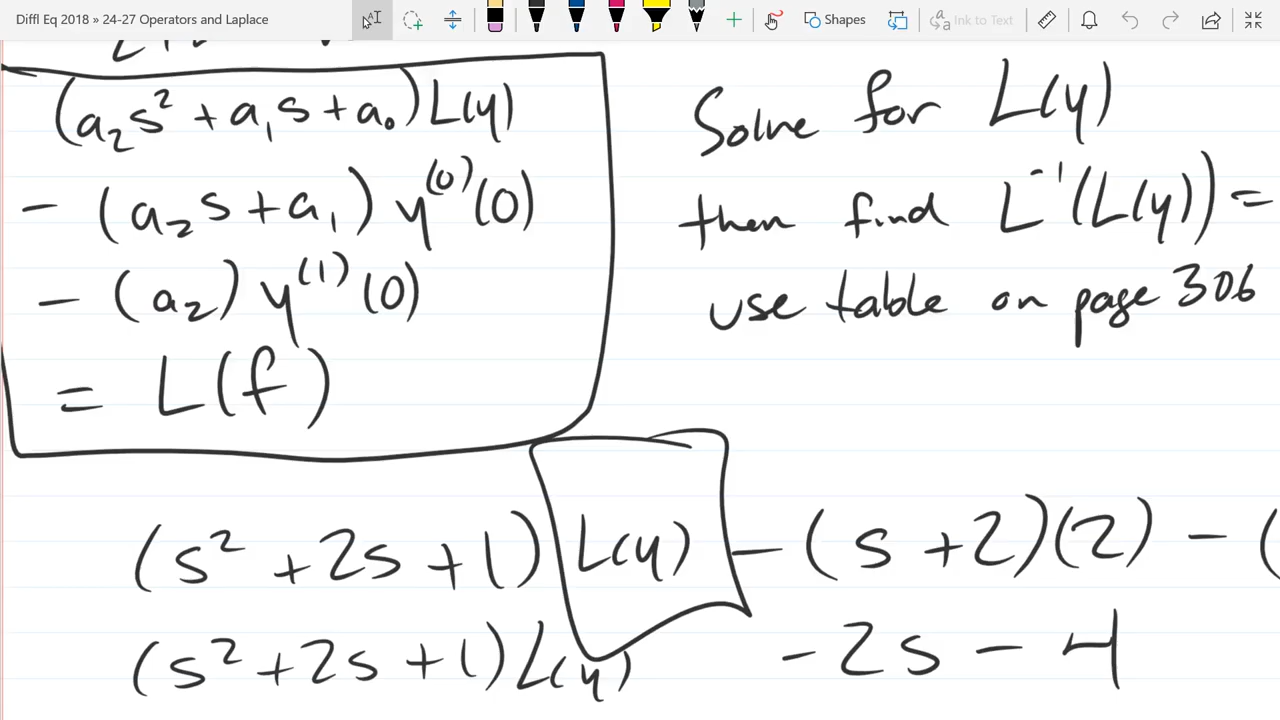 Diffl Eq 2018 » 24-27 Operators and Laplace
Shapes
Ink to Text
(a₂s² + a₁s + a₀) L(y)
- (a₂s + a₁) y⁽⁰⁾(0)
- (a₂) y⁽¹⁾(0)
= L(f)
Solve for L(y)
then find L⁻¹(L(y)) =
use table on page 306
(s² + 2s + 1) L(y) - (s + 2)(2) - (
(s² + 2s + 1) L(y) - 2s - 4